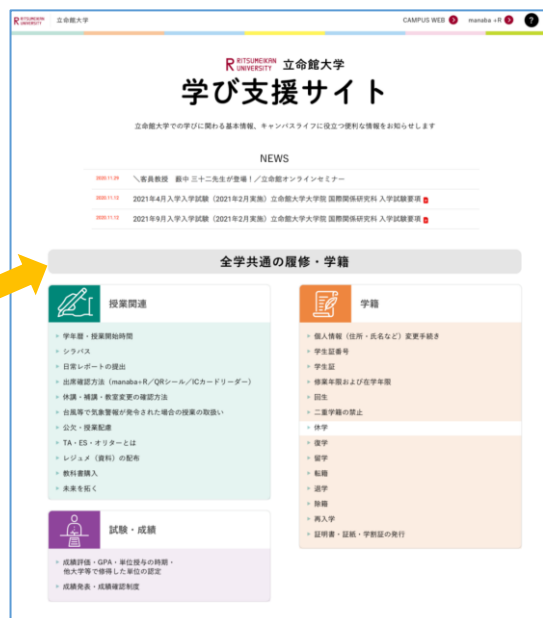 RITSUMEIKAN UNIVERSITY 立命館大学
CAMPUS WEB manaba +R ?
RITSUMEIKAN UNIVERSITY 立命館大学
学び支援サイト
立命館大学での学びに関わる基本情報、キャンパスライフに役立つ便利な情報をお知らせします
NEWS
2020.11.29 ＼客員教授 藪中 三十二先生が登場！／立命館オンラインセミナー
2020.11.13 2021年4月入学入学試験（2021年2月実施）立命館大学大学院 国際関係研究科 入学試験要項
2020.11.12 2021年9月入学入学試験（2021年2月実施）立命館大学大学院 国際関係研究科 入学試験要項
全学共通の履修・学籍
授業関連
学年暦・授業開始時間
シラバス
日常レポートの提出
出席確認方法（manaba+R／QRシール／ICカードリーダー）
休講・補講・教室変更の確認方法
台風等で気象警報が発令された場合の授業の取扱い
公欠・授業配慮
TA・ES・オリターとは
レジュメ（資料）の配布
教科書購入
未来を拓く
試験・成績
成績評価・GPA・単位授与の時期・
他大学等で修得した単位の認定
成績発表・成績確認制度
学籍
個人情報（住所・氏名など）変更手続き
学生証番号
学生証
修業年限および在学年限
回生
二重学籍の禁止
休学
復学
留学
転籍
退学
除籍
再入学
証明書・証紙・学割証の発行